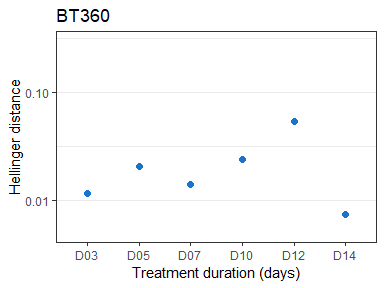 BT360
Hellinger distance
0.10
0.01
D03 D05 D07 D10 D12 D14
Treatment duration (days)